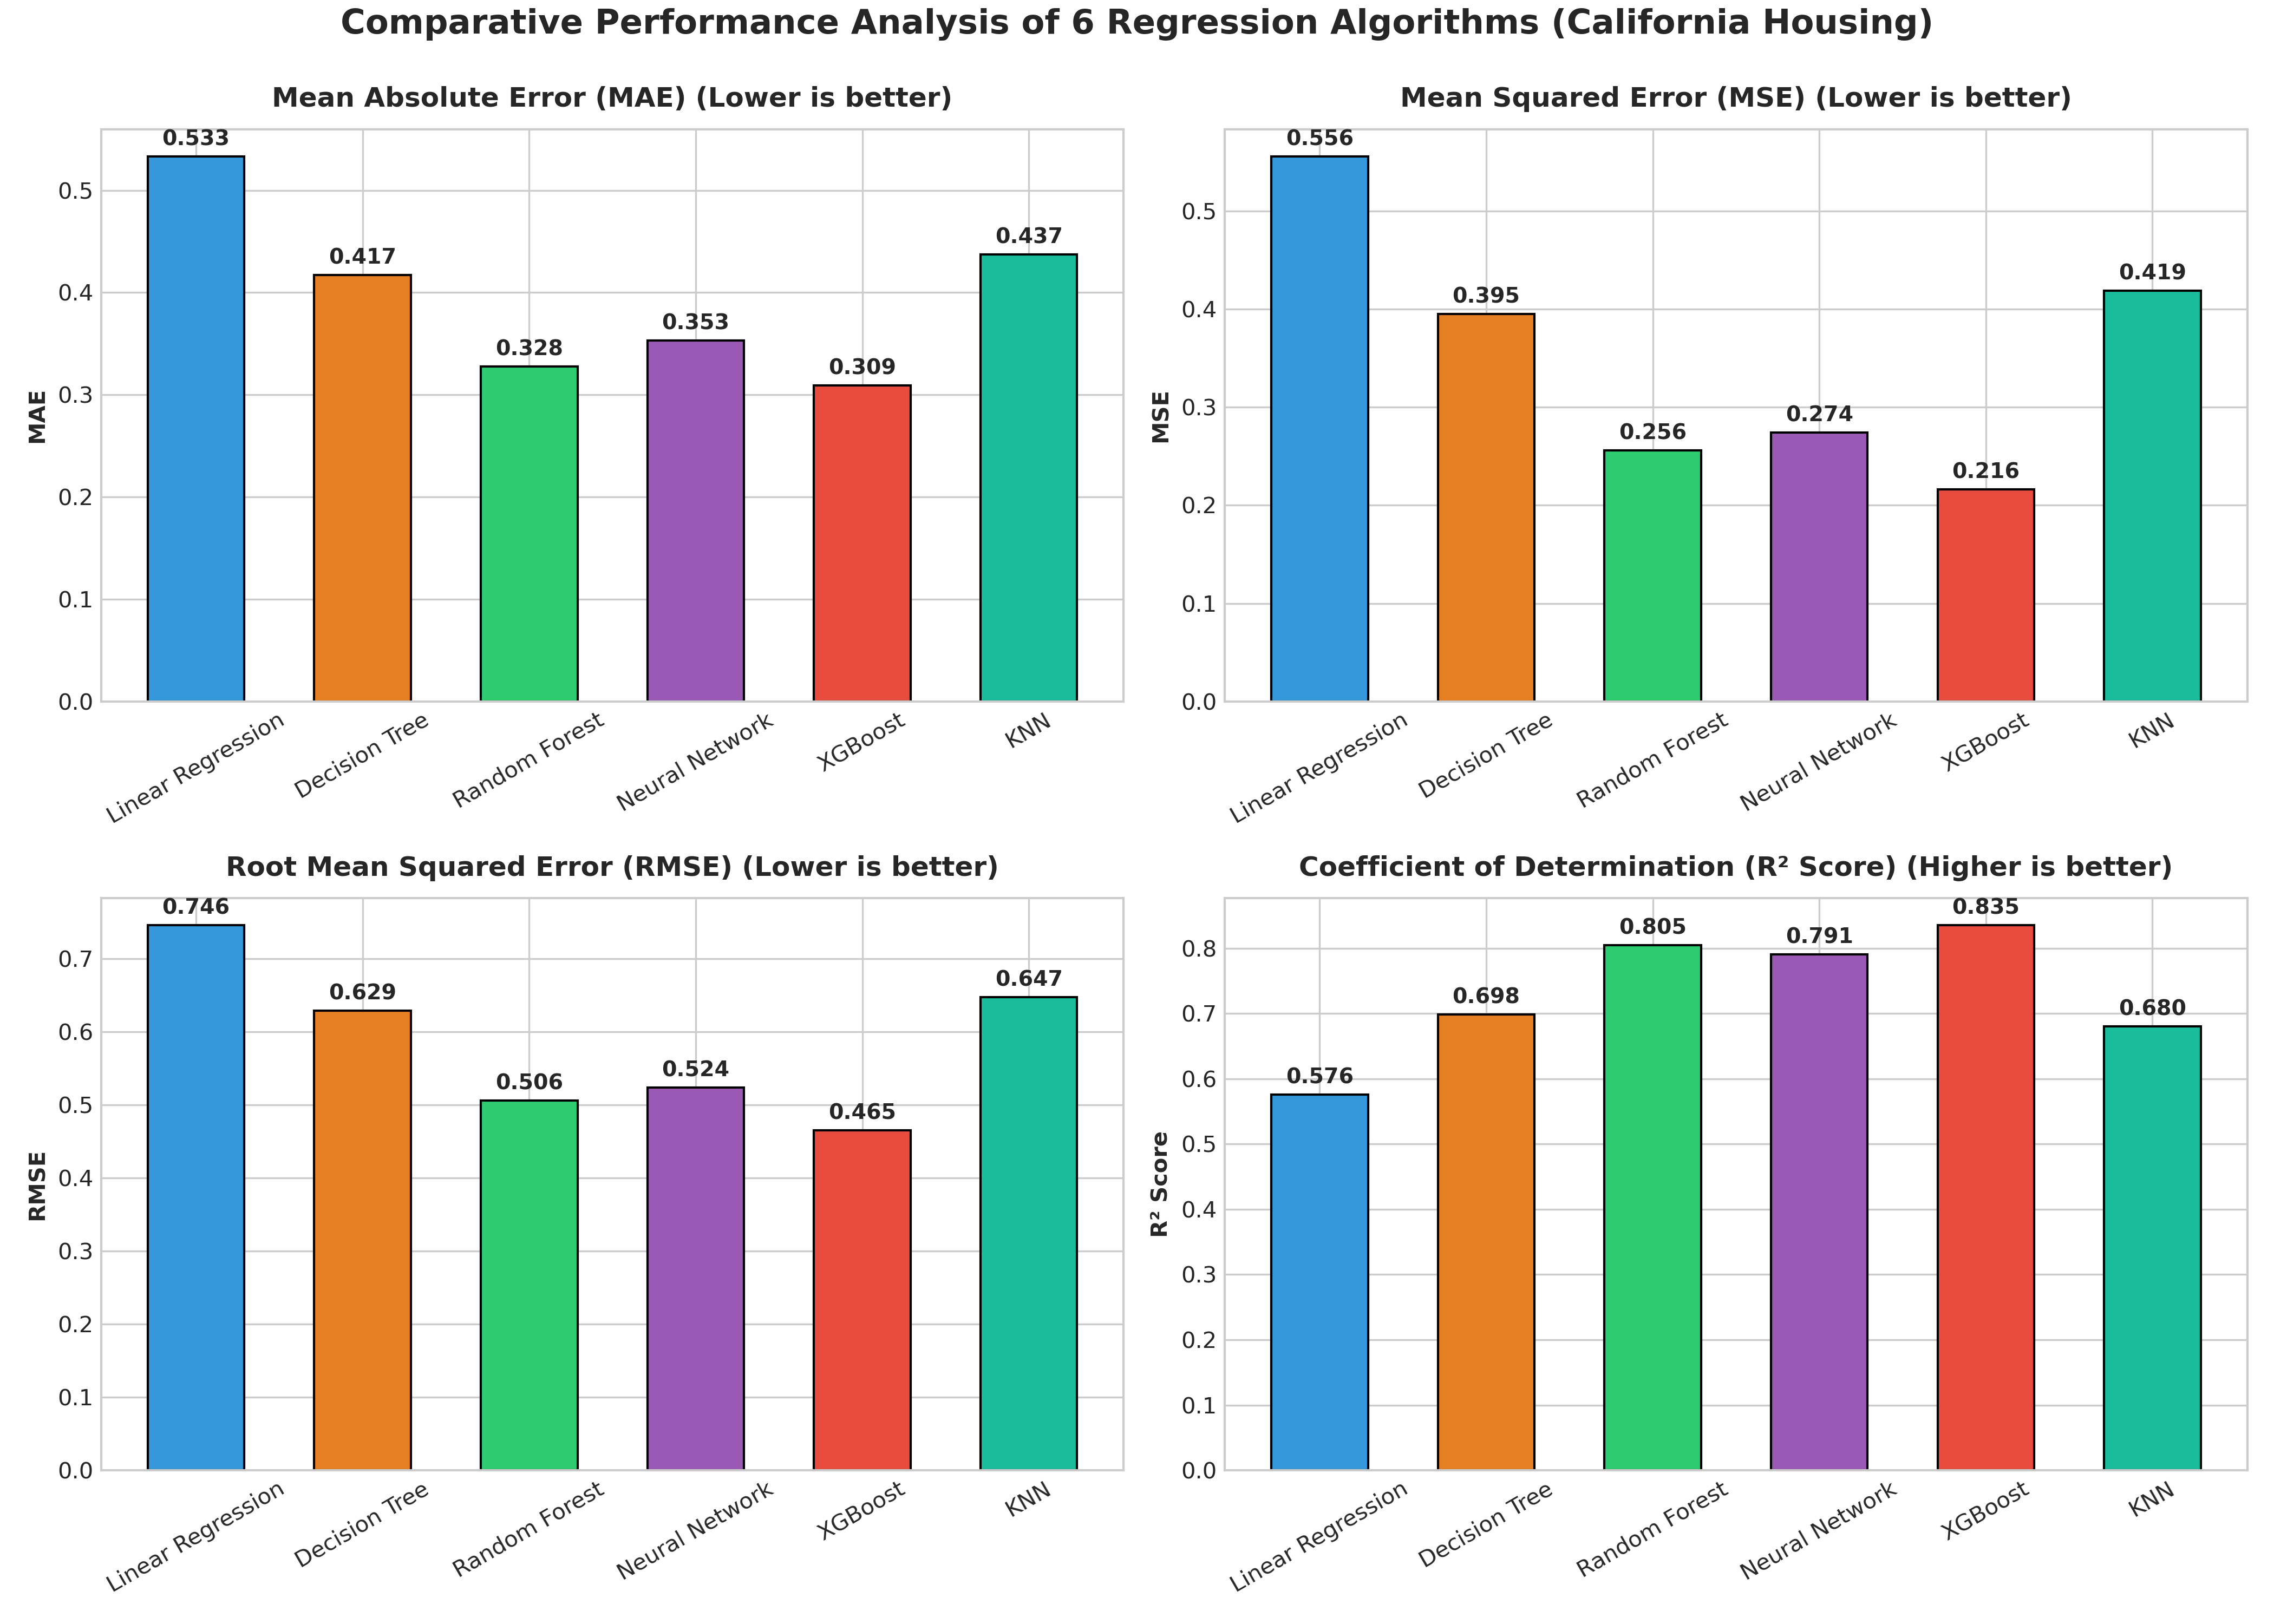 Comparative Performance Analysis of 6 Regression Algorithms (California Housing)
Mean Absolute Error (MAE) (Lower is better)
MAE
0.5
0.4
0.3
0.2
0.1
0.0
0.533
0.417
0.328
0.353
0.309
0.437
Linear Regression
Decision Tree
Random Forest
Neural Network
XGBoost
KNN
Mean Squared Error (MSE) (Lower is better)
MSE
0.5
0.4
0.3
0.2
0.1
0.0
0.556
0.395
0.256
0.274
0.216
0.419
Linear Regression
Decision Tree
Random Forest
Neural Network
XGBoost
KNN
Root Mean Squared Error (RMSE) (Lower is better)
RMSE
0.7
0.6
0.5
0.4
0.3
0.2
0.1
0.0
0.746
0.629
0.506
0.524
0.465
0.647
Linear Regression
Decision Tree
Random Forest
Neural Network
XGBoost
KNN
Coefficient of Determination (R² Score) (Higher is better)
R² Score
0.8
0.7
0.6
0.5
0.4
0.3
0.2
0.1
0.0
0.576
0.698
0.805
0.791
0.835
0.680
Linear Regression
Decision Tree
Random Forest
Neural Network
XGBoost
KNN